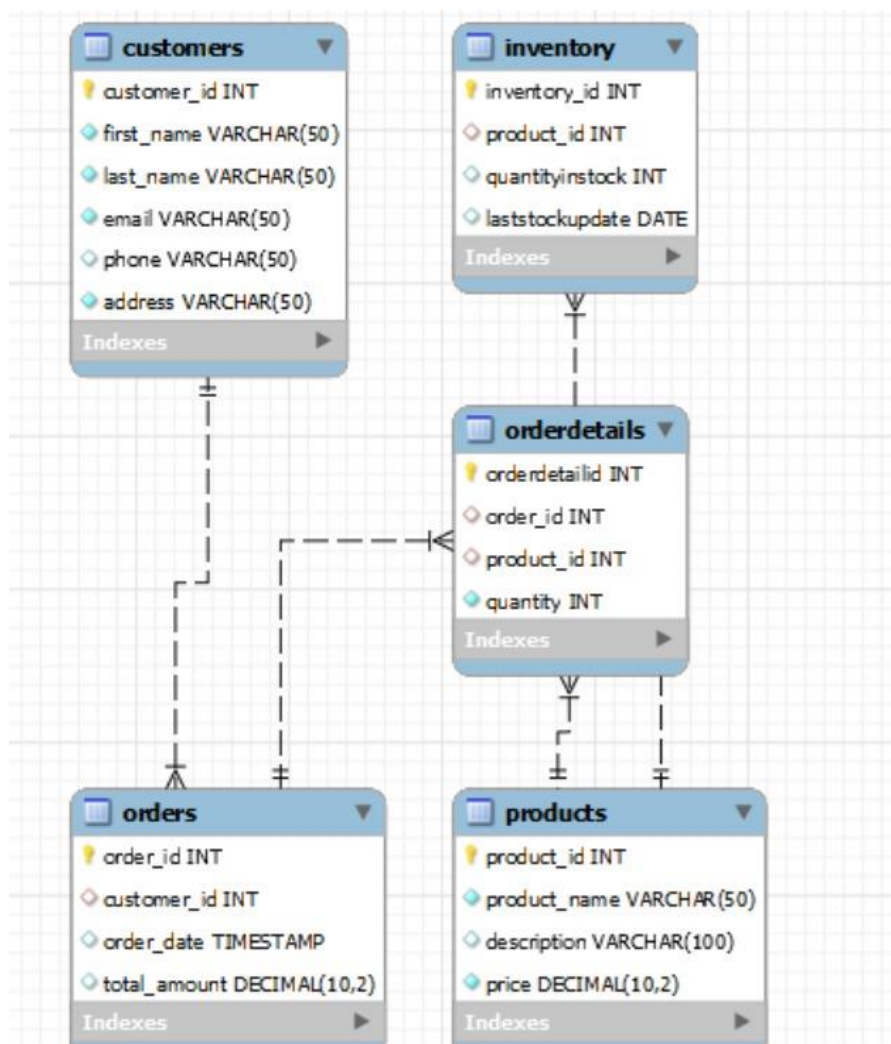 customers
customer_id INT
first_name VARCHAR(50)
last_name VARCHAR(50)
email VARCHAR(50)
phone VARCHAR(50)
address VARCHAR(50)
Indexes
inventory
inventory_id INT
product_id INT
quantityinstock INT
laststockupdate DATE
Indexes
orderdetails
orderdetailid INT
order_id INT
product_id INT
quantity INT
Indexes
orders
order_id INT
customer_id INT
order_date TIMESTAMP
total_amount DECIMAL(10,2)
Indexes
products
product_id INT
product_name VARCHAR(50)
description VARCHAR(100)
price DECIMAL(10,2)
Indexes